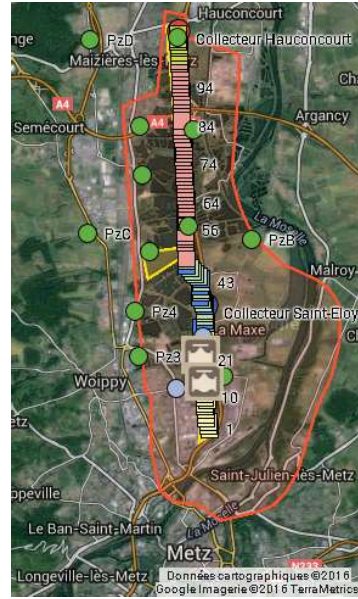 Hauconcourt
PzD
Collecteur Hauconcourt
Maizières-lès-Metz
A4
94
Argancy
Semécourt
A4
84
74
64
La Moselle
56
PzC
PzB
Malroy
43
Pz4
Collecteur Saint-Eloy
La Maxe
Pz3
21
Woippy
10
1
Saint-Julien-lès-Metz
Le Ban-Saint-Martin
La Moselle
Metz
N233
Longeville-lès-Metz
Données cartographiques ©2016
Google Imagerie ©2016 TerraMetrics